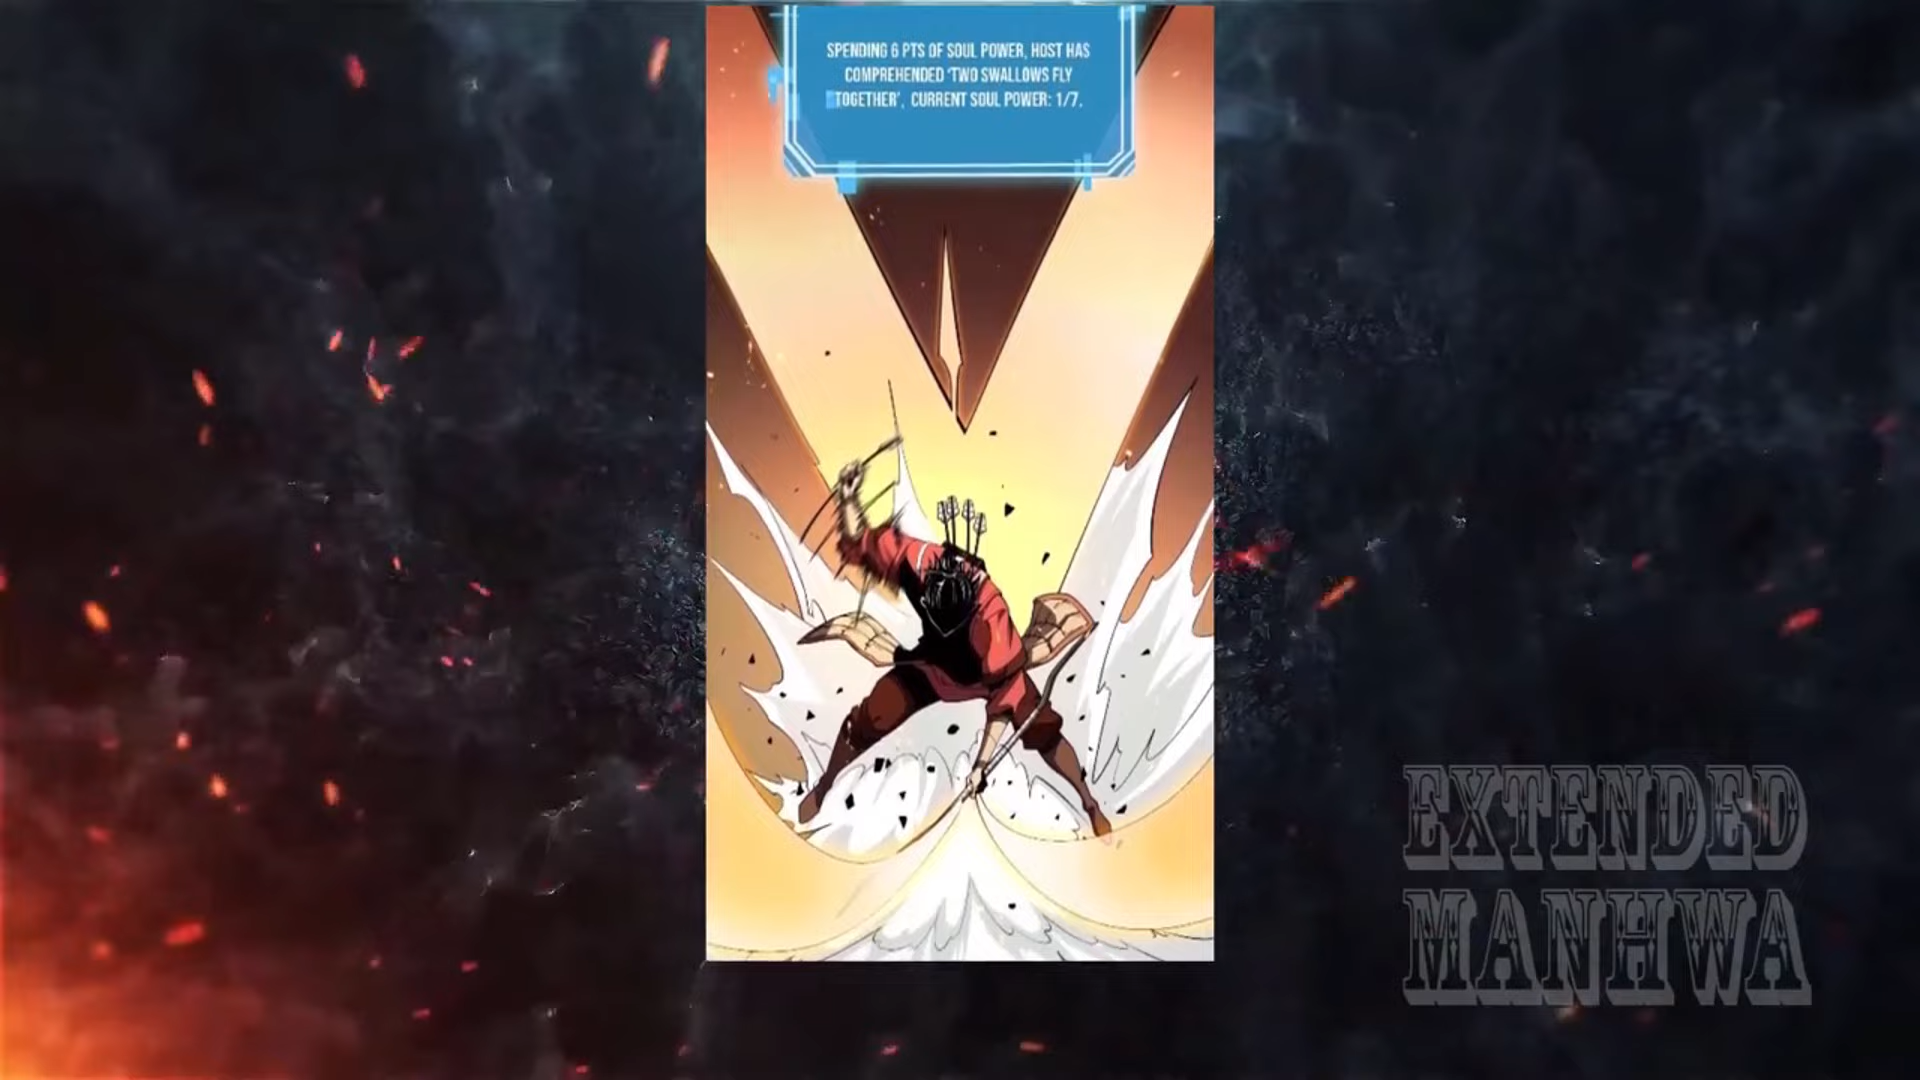 SPENDING 6 PTS OF SOUL POWER, HOST HAS
COMPREHENDED 'TWO SWALLOWS FLY
TOGETHER', CURRENT SOUL POWER: 1/7.
EXTENDED
MANHWA